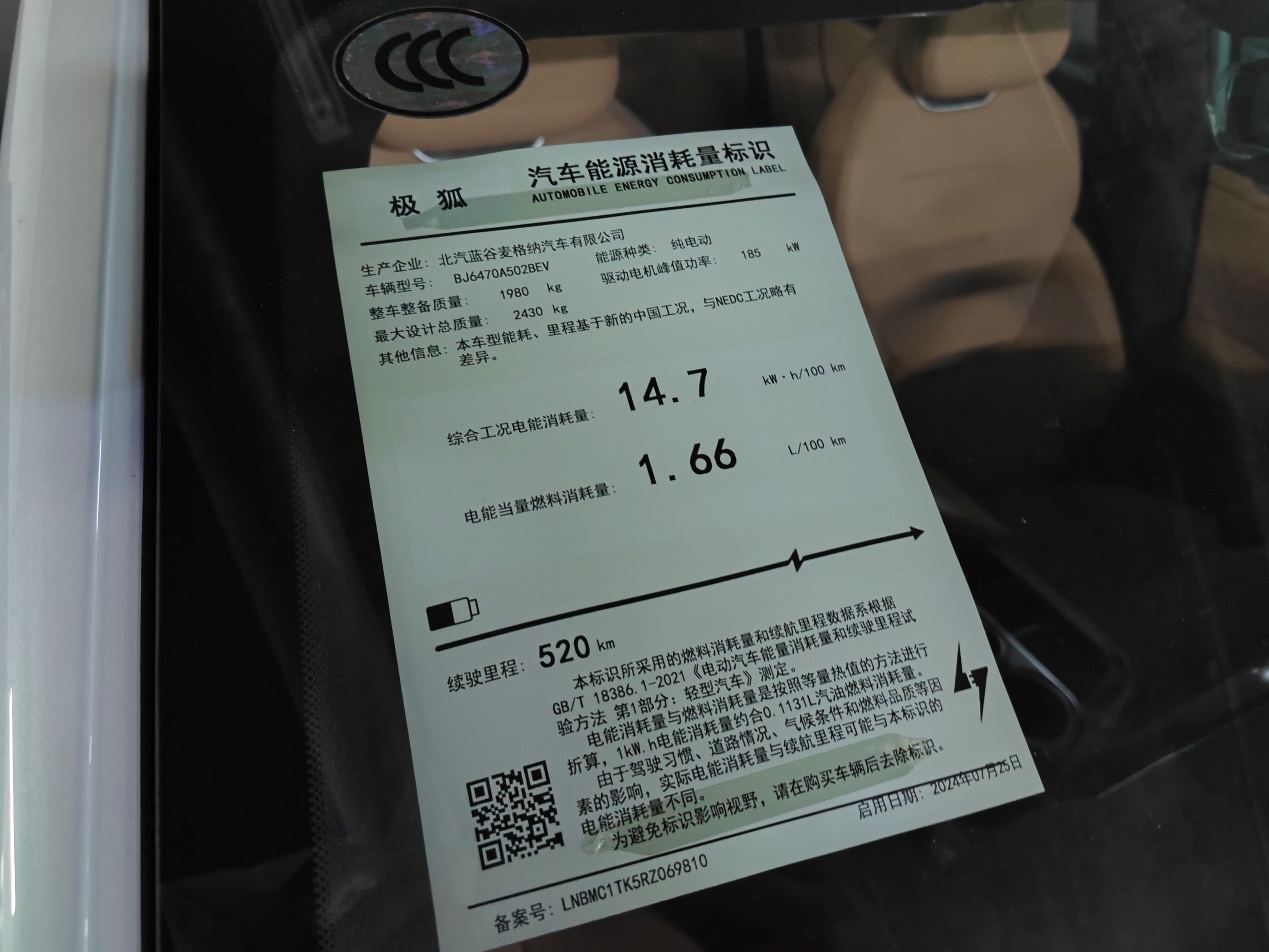 CCC
极狐
汽车能源消耗量标识
AUTOMOBILE ENERGY CONSUMPTION LABEL
生产企业: 北汽蓝谷麦格纳汽车有限公司
车辆型号: BJ6470A502BEV 能源种类: 纯电动
整车整备质量: 1980 kg 驱动电机峰值功率: 185 kW
最大设计总质量: 2430 kg
其他信息: 本车型能耗、里程基于新的中国工况，与NEDC工况略有
差异。
综合工况电能消耗量: 14.7 kW·h/100 km
电能当量燃料消耗量: 1.66 L/100 km
续驶里程: 520 km
本标识所采用的燃料消耗量和续航里程数据系根据
GB/T 18386.1-2021《电动汽车能量消耗量和续驶里程试
验方法 第1部分: 轻型汽车》测定。
电能消耗量与燃料消耗量是按照等量热值的方法进行
折算，1kW.h电能消耗量约合0.1131L汽油燃料消耗量。
由于驾驶习惯、道路情况、气候条件和燃料品质等因
素的影响，实际电能消耗量与续航里程可能与本标识的
电能消耗量不同。
为避免标识影响视野，请在购买车辆后去除标识。
启用日期: 2024年07月25日
备案号: LNBMC1TK5RZ069810